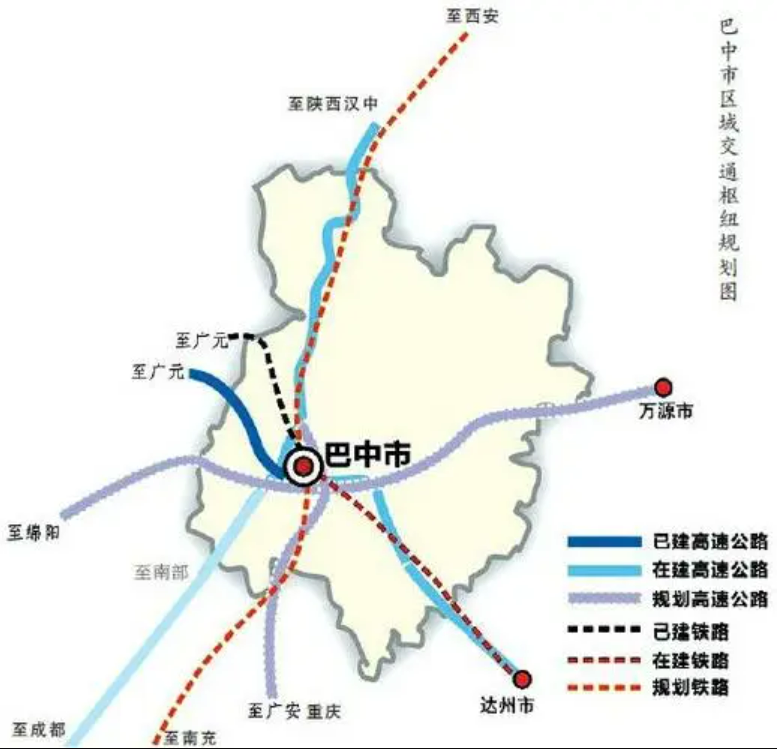 巴中市区域交通枢纽规划图
至西安
至陕西汉中
至广元
至广元
万源市
巴中市
至绵阳
至南部
达州市
至广安 重庆
至成都
至南充
已建高速公路
在建高速公路
规划高速公路
已建铁路
在建铁路
规划铁路